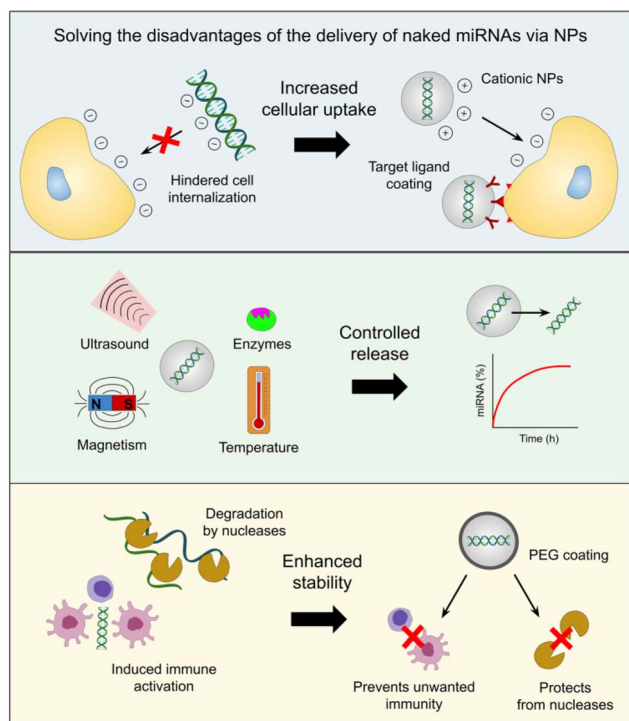 Solving the disadvantages of the delivery of naked miRNAs via NPs
Hindered cell
internalization
Increased
cellular uptake
Cationic NPs
Target ligand
coating
Ultrasound
Enzymes
N S
Magnetism
Temperature
Controlled
release
miRNA (%)
Time (h)
Degradation
by nucleases
Induced immune
activation
Enhanced
stability
PEG coating
Prevents unwanted
immunity
Protects
from nucleases